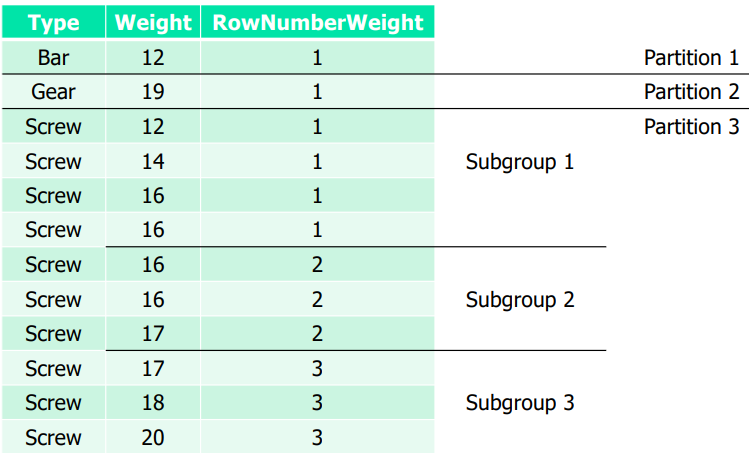 Type Weight RowNumberWeight
Bar 12 1 Partition 1
Gear 19 1 Partition 2
Screw 12 1 Partition 3
Screw 14 1 Subgroup 1
Screw 16 1
Screw 16 1
Screw 16 2
Screw 16 2 Subgroup 2
Screw 17 2
Screw 17 3
Screw 18 3 Subgroup 3
Screw 20 3